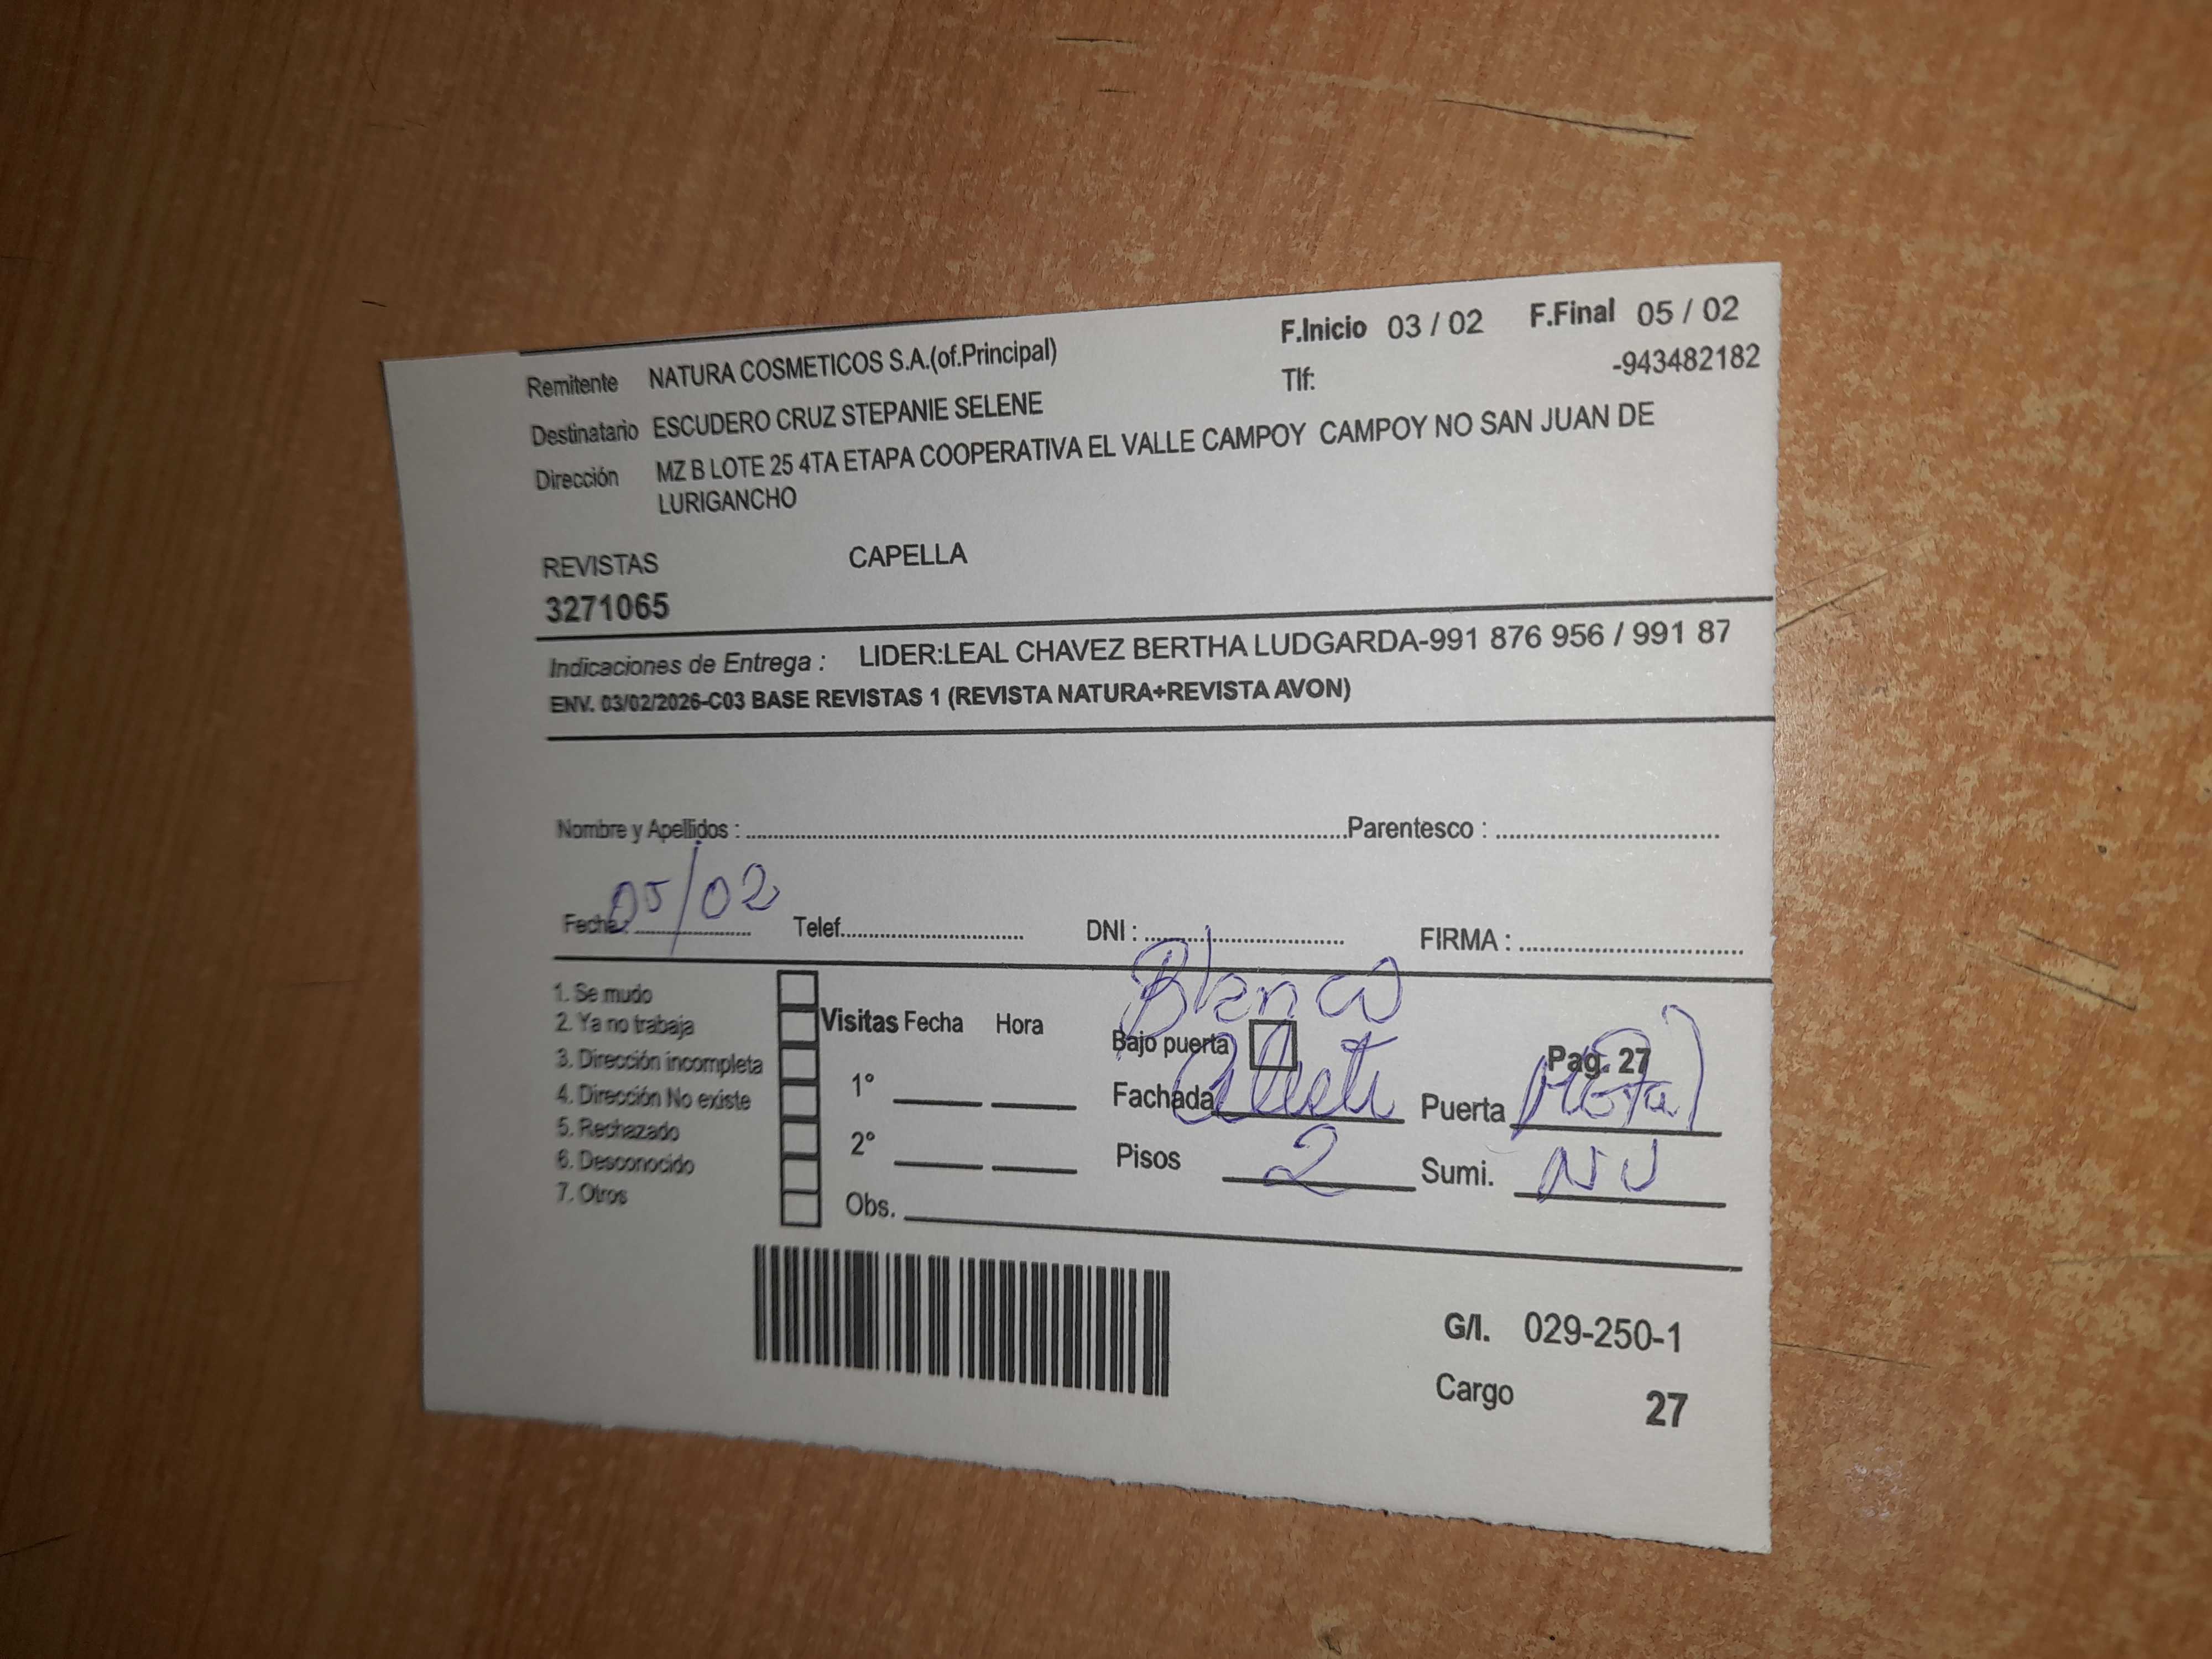 F.Inicio 03 / 02 F.Final 05 / 02
Remitente NATURA COSMETICOS S.A.(of.Principal)
Tlf: -943482182
Destinatario ESCUDERO CRUZ STEPANIE SELENE
Dirección MZ B LOTE 25 4TA ETAPA COOPERATIVA EL VALLE CAMPOY CAMPOY NO SAN JUAN DE
LURIGANCHO
REVISTAS CAPELLA
3271065
Indicaciones de Entrega : LIDER:LEAL CHAVEZ BERTHA LUDGARDA-991 876 956 / 991 87
ENV. 03/02/2026-C03 BASE REVISTAS 1 (REVISTA NATURA+REVISTA AVON)
Nombre y Apellidos : Parentesco :
Fecha : 05/02 Telef. DNI : FIRMA :
1. Se mudo
2. Ya no trabaja
3. Dirección incompleta
4. Dirección No existe
5. Rechazado
6. Desconocido
7. Otros
Visitas Fecha Hora
1°
2°
Obs.
Blanco
Bajo puerta
Pag. 27
Fachada Puerta
Pisos 2 Sumi.
G/I. 029-250-1
Cargo 27